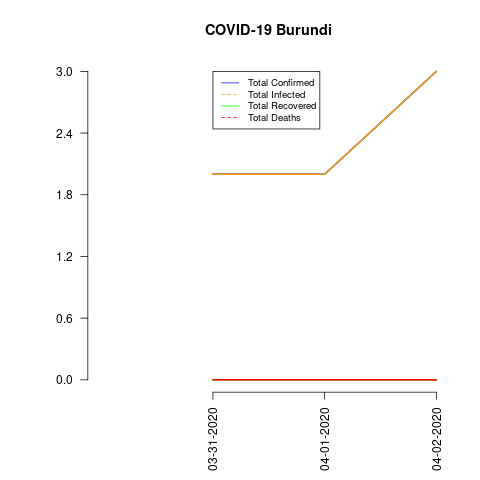 COVID-19 Burundi
Total Confirmed
Total Infected
Total Recovered
Total Deaths
3.0
2.4
1.8
1.2
0.6
0.0
03-31-2020
04-01-2020
04-02-2020